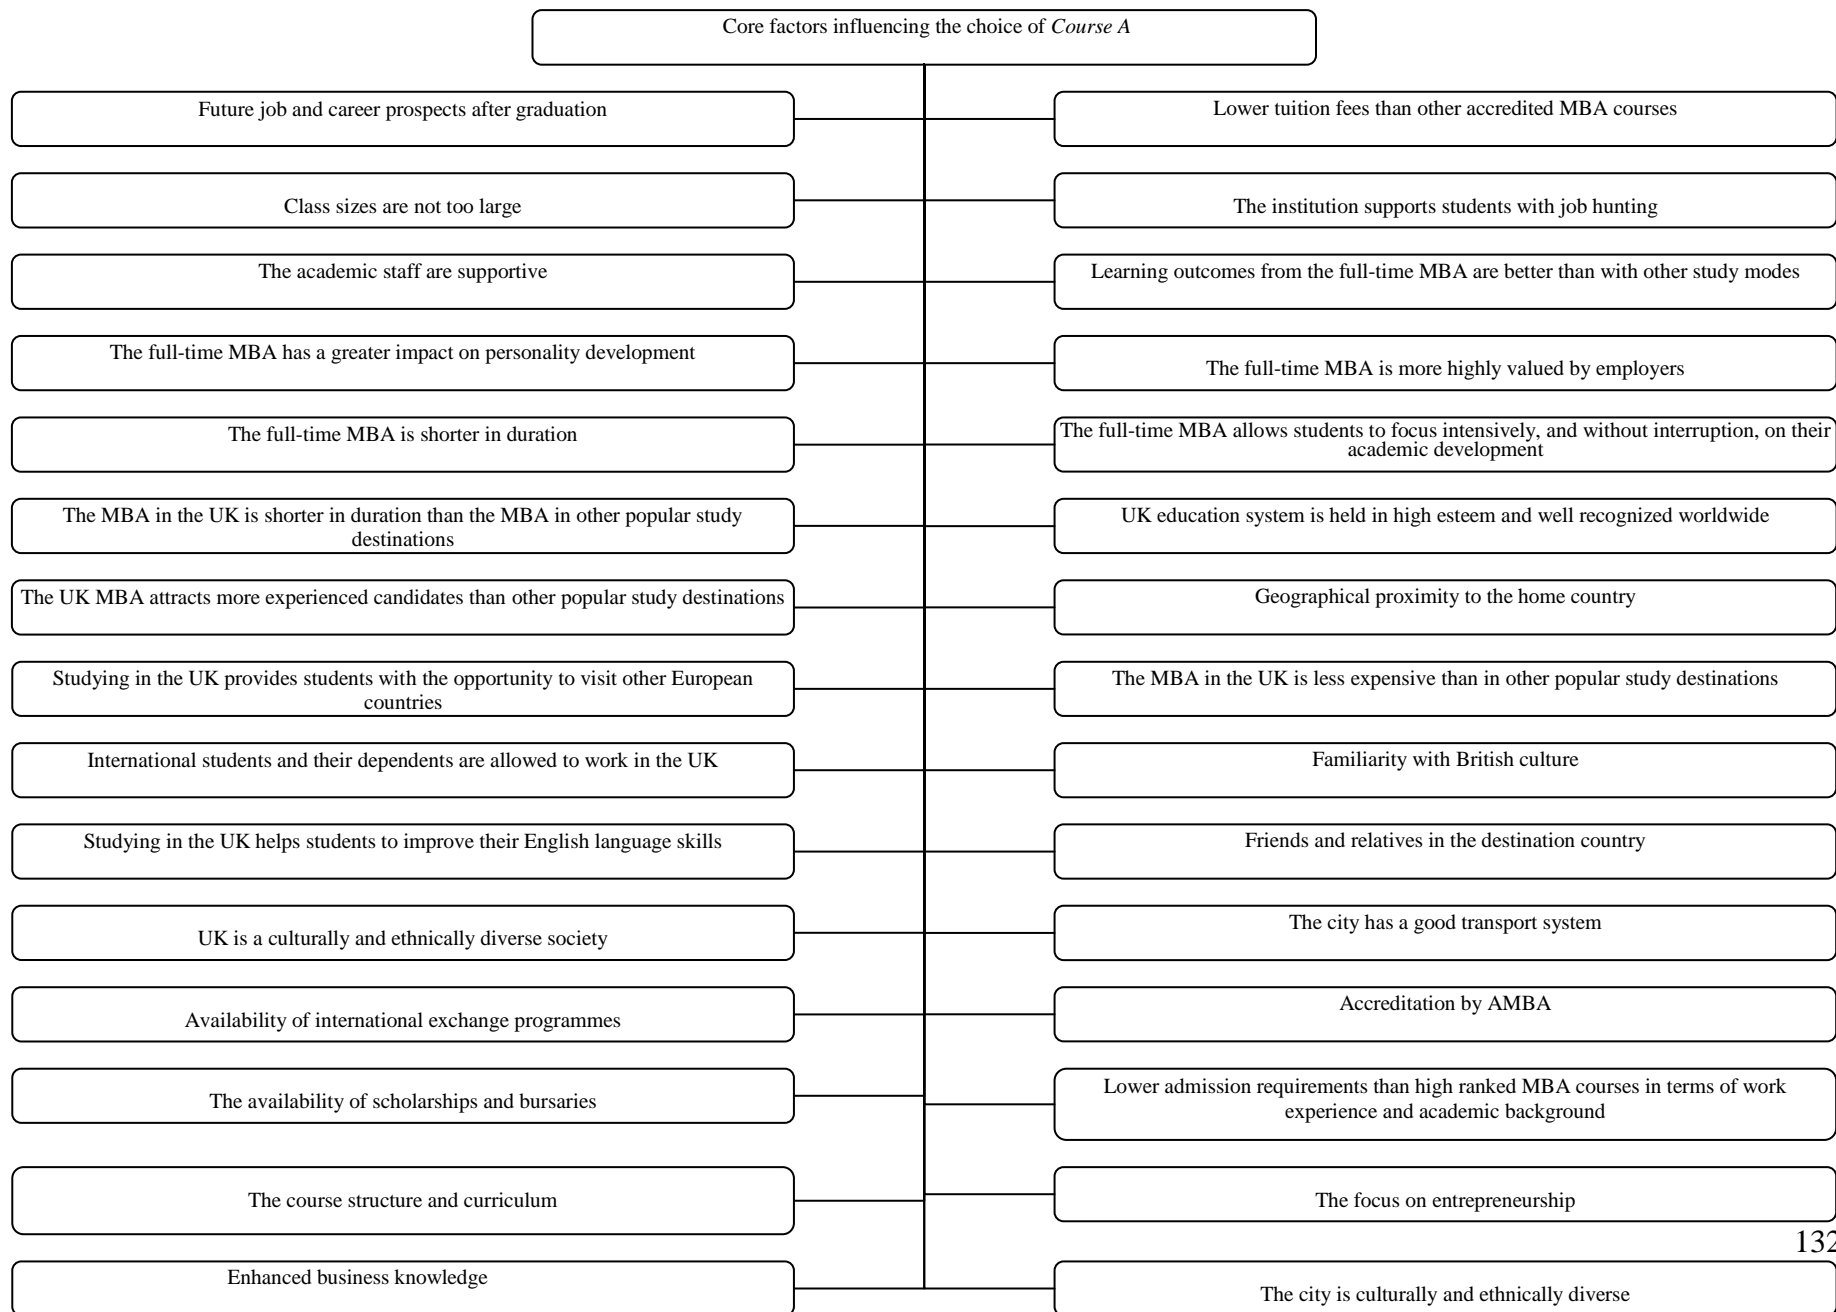 Core factors influencing the choice of Course A
Future job and career prospects after graduation
Lower tuition fees than other accredited MBA courses
Class sizes are not too large
The institution supports students with job hunting
The academic staff are supportive
Learning outcomes from the full-time MBA are better than with other study modes
The full-time MBA has a greater impact on personality development
The full-time MBA is more highly valued by employers
The full-time MBA is shorter in duration
The full-time MBA allows students to focus intensively, and without interruption, on their
academic development
The MBA in the UK is shorter in duration than the MBA in other popular study
destinations
UK education system is held in high esteem and well recognized worldwide
The UK MBA attracts more experienced candidates than other popular study destinations
Geographical proximity to the home country
Studying in the UK provides students with the opportunity to visit other European
countries
The MBA in the UK is less expensive than in other popular study destinations
International students and their dependents are allowed to work in the UK
Familiarity with British culture
Studying in the UK helps students to improve their English language skills
Friends and relatives in the destination country
UK is a culturally and ethnically diverse society
The city has a good transport system
Availability of international exchange programmes
Accreditation by AMBA
The availability of scholarships and bursaries
Lower admission requirements than high ranked MBA courses in terms of work
experience and academic background
The course structure and curriculum
The focus on entrepreneurship
132
Enhanced business knowledge
The city is culturally and ethnically diverse